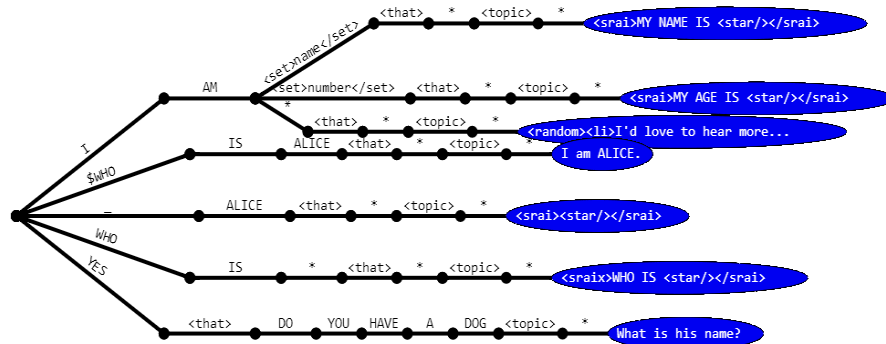 <that> * <topic> * <srai>MY NAME IS <star/></srai>
<set>name</set>
AM <set>number</set> <that> * <topic> * <srai>MY AGE IS <star/></srai>
* <that> * <topic> * <random><li>I'd love to hear more...
I
$WHO IS ALICE <that> * <topic> * I am ALICE.
_ ALICE <that> * <topic> * <srai><star/></srai>
WHO IS * <that> * <topic> * <sraix>WHO IS <star/></srai>
YES <that> DO YOU HAVE A DOG <topic> * What is his name?